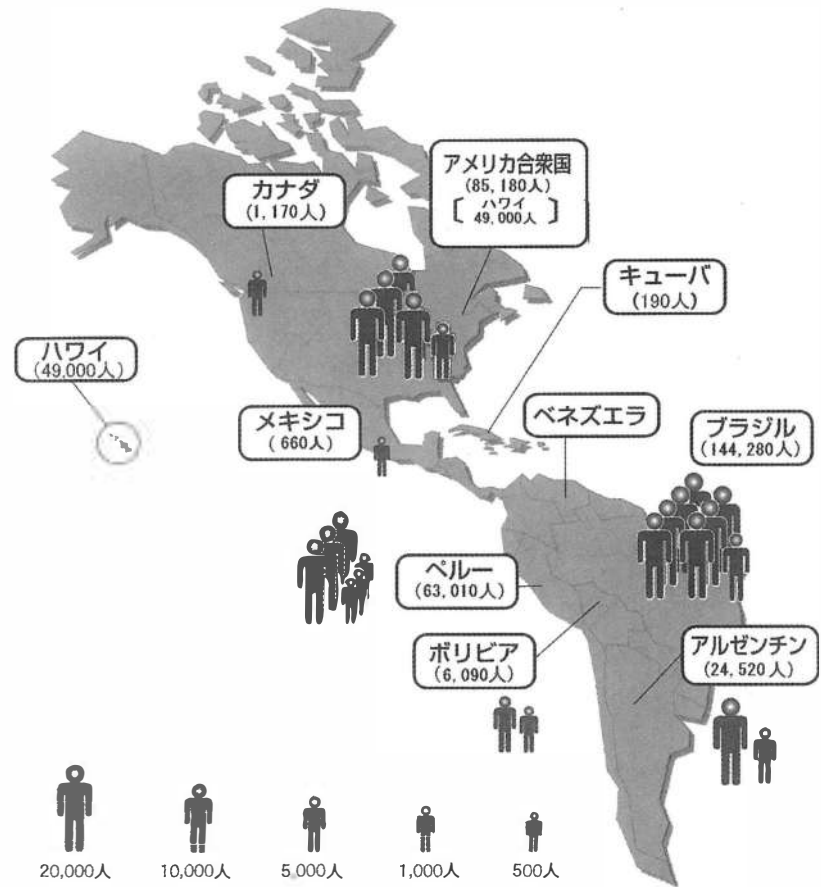 アメリカ合衆国
(85,180人)
[ ハワイ ]
49,000人
カナダ
(1,170人)
キューバ
(190人)
ハワイ
(49,000人)
メキシコ
(660人)
ベネズエラ
ブラジル
(144,280人)
ペルー
(63,010人)
ボリビア
(6,090人)
アルゼンチン
(24,520人)
20,000人
10,000人
5,000人
1,000人
500人